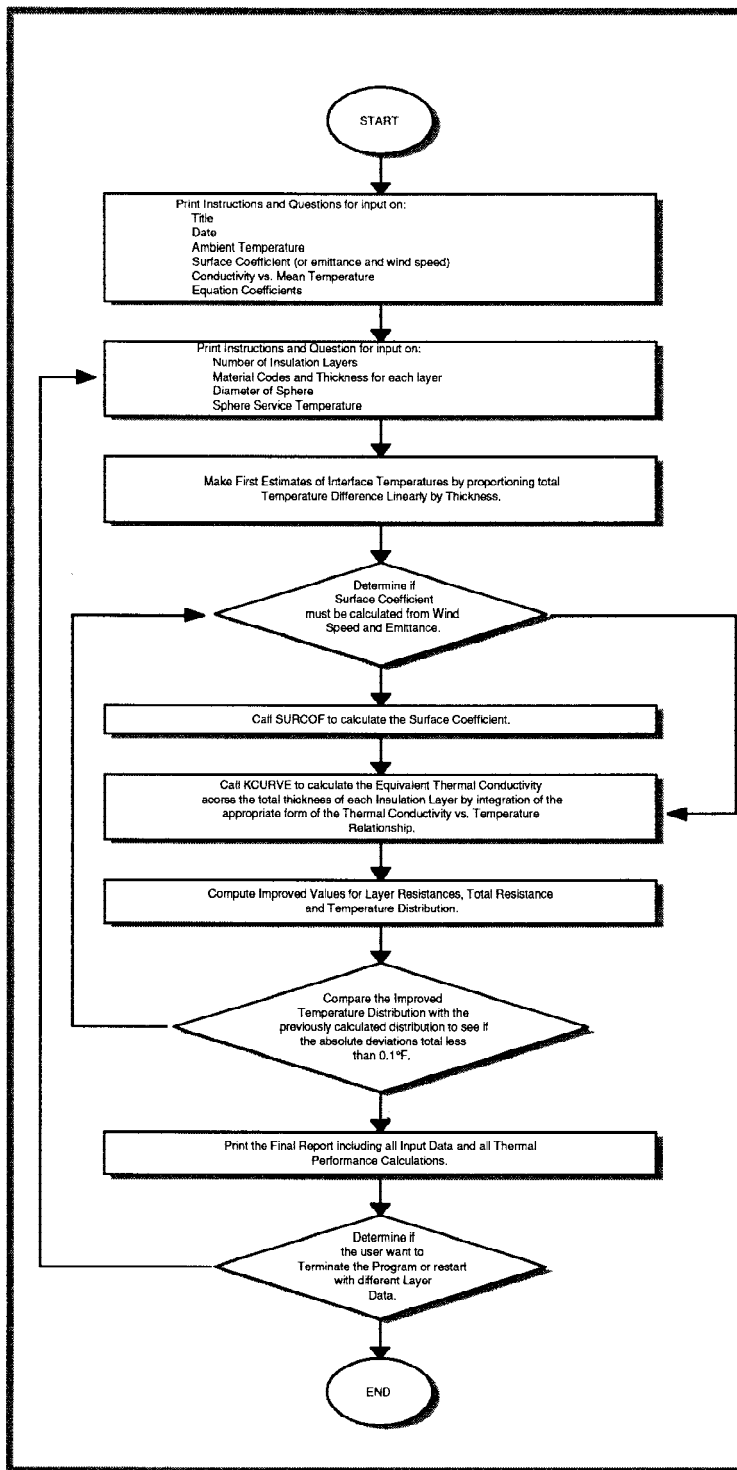 START
Print Instructions and Questions for input on:
Title
Date
Ambient Temperature
Surface Coefficient (or emittance and wind speed)
Conductivity vs. Mean Temperature
Equation Coefficients
Print Instructions and Question for input on:
Number of Insulation Layers
Material Codes and Thickness for each layer
Diameter of Sphere
Sphere Service Temperature
Make First Estimates of Interface Temperatures by proportioning total
Temperature Difference Linearly by Thickness.
Determine if
Surface Coefficient
must be calculated from Wind
Speed and Emittance.
Call SURCOF to calculate the Surface Coefficient.
Call KCURVE to calculate the Equivalent Thermal Conductivity
acorss the total thickness of each Insulation Layer by integration of the
appropriate form of the Thermal Conductivity vs. Temperature
Relationship.
Compute Improved Values for Layer Resistances, Total Resistance
and Temperature Distribution.
Compare the Improved
Temperature Distribution with the
previously calculated distribution to see if
the absolute deviations total less
than 0.1°F.
Print the Final Report including all Input Data and all Thermal
Performance Calculations.
Determine if
the user want to
Terminate the Program or restart
with different Layer
Data.
END